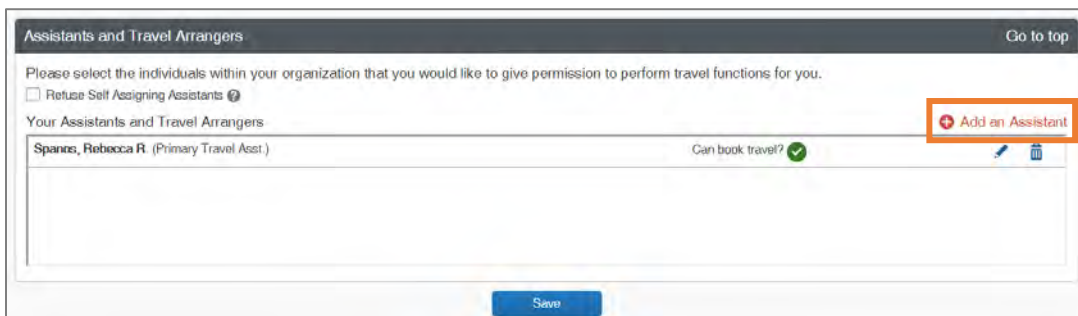 Assistants and Travel Arrangers Go to top
Please select the individuals within your organization that you would like to give permission to perform travel functions for you.
Refuse Self Assigning Assistants ?
Your Assistants and Travel Arrangers Add an Assistant
Spanos, Rebecca R. (Primary Travel Asst.) Can book travel?
Save